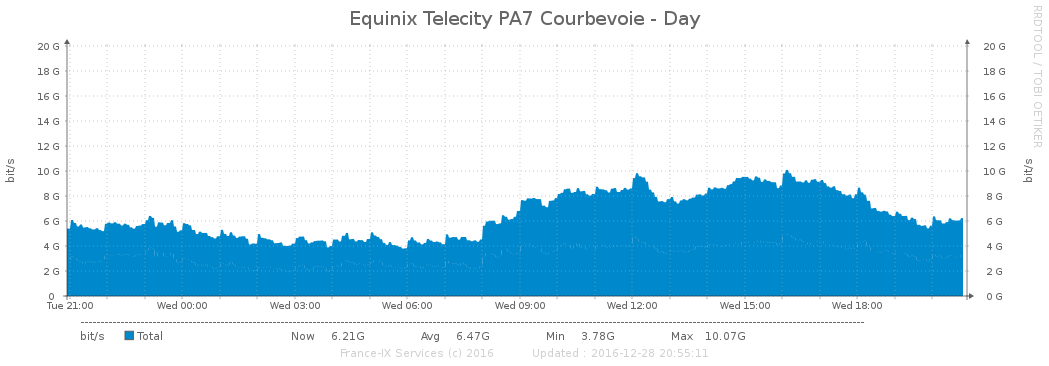 Equinix Telecity PA7 Courbevoie - Day
RRDTOOL / TOBI OETIKER
bit/s
20 G 20 G
18 G 18 G
16 G 16 G
14 G 14 G
12 G 12 G
10 G 10 G
8 G 8 G
6 G 6 G
4 G 4 G
2 G 2 G
0 0 G
bit/s
Tue 21:00 Wed 00:00 Wed 03:00 Wed 06:00 Wed 09:00 Wed 12:00 Wed 15:00 Wed 18:00
bit/s Total Now 6.21G Avg 6.47G Min 3.78G Max 10.07G
France-IX Services (c) 2016 Updated : 2016-12-28 20:55:11